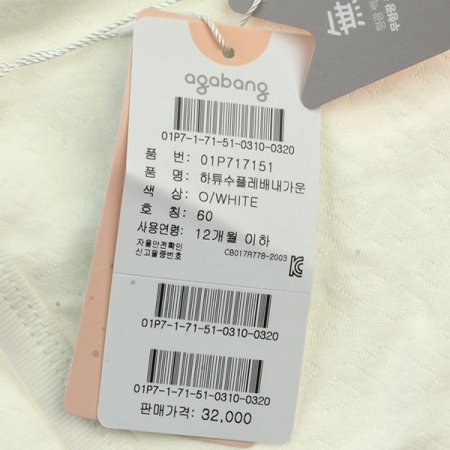 agabang
01P7-1-71-51-0310-0320
품 번: 01P717151
품 명: 하튜수플레배내가운
색 상: O/WHITE
호 칭: 60
사용연령: 12개월 이하
자율안전확인
신고필증번호 CB017R778-2003
01P7-1-71-51-0310-0320
01P7-1-71-51-0310-0320
판매가격: 32,000
無